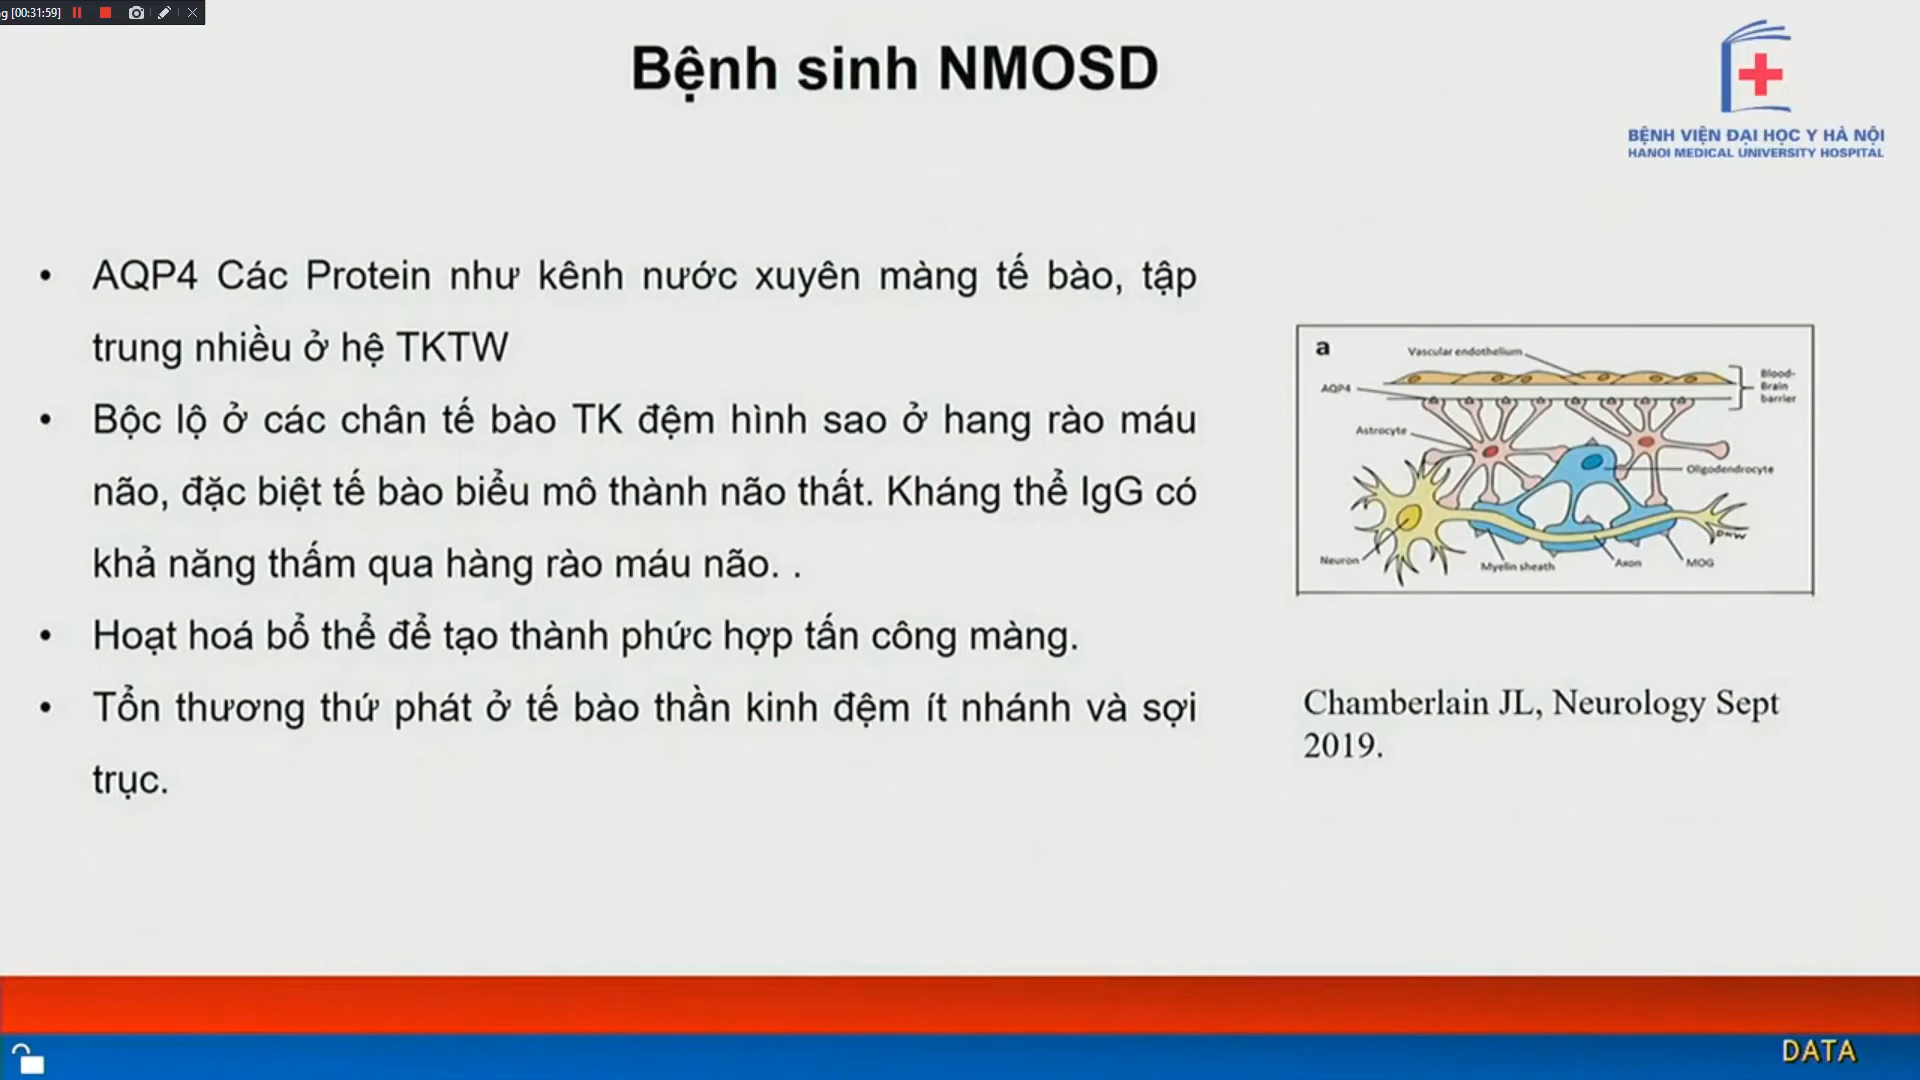 g [00:31:59]
Bệnh sinh NMOSD
BỆNH VIỆN ĐẠI HỌC Y HÀ NỘI
HANOI MEDICAL UNIVERSITY HOSPITAL
• AQP4 Các Protein như kênh nước xuyên màng tế bào, tập
trung nhiều ở hệ TKTW
• Bộc lộ ở các chân tế bào TK đệm hình sao ở hang rào máu
não, đặc biệt tế bào biểu mô thành não thất. Kháng thể IgG có
khả năng thấm qua hàng rào máu não. .
• Hoạt hoá bổ thể để tạo thành phức hợp tấn công màng.
• Tổn thương thứ phát ở tế bào thần kinh đệm ít nhánh và sợi
trục.
a
Vascular endothelium
AQP4
Blood-
Brain
barrier
Astrocyte
Oligodendrocyte
Neuron
Myelin sheath
Axon
MOG
Chamberlain JL, Neurology Sept
2019.
DATA